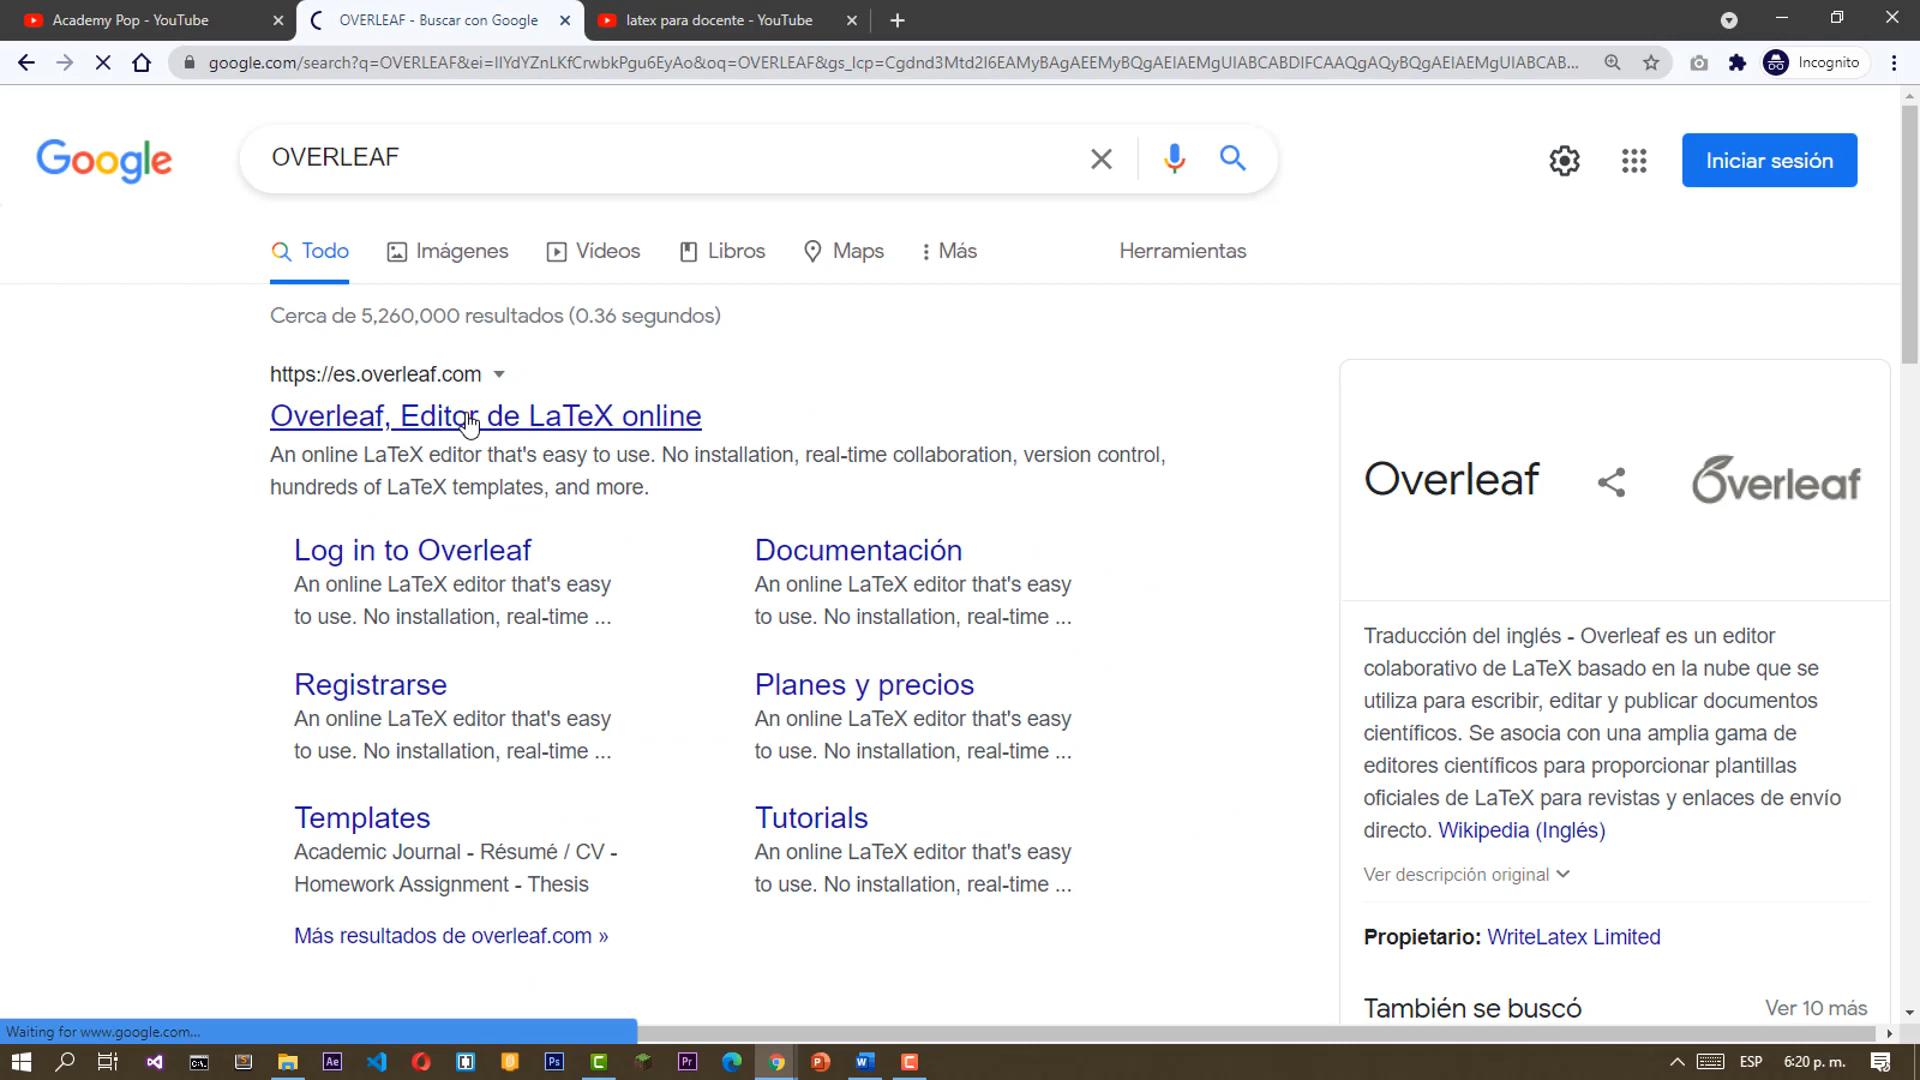 Academy Pop - YouTube
OVERLEAF - Buscar con Google
latex para docente - YouTube
Incognito
Google
OVERLEAF
Iniciar sesión
Todo
Imágenes
Vídeos
Libros
Maps
Más
Herramientas
Cerca de 5,260,000 resultados (0.36 segundos)
https://es.overleaf.com
Overleaf, Editor de LaTeX online
An online LaTeX editor that's easy to use. No installation, real-time collaboration, version control,
hundreds of LaTeX templates, and more.
Log in to Overleaf
An online LaTeX editor that's easy
to use. No installation, real-time ...
Documentación
An online LaTeX editor that's easy
to use. No installation, real-time ...
Registrarse
An online LaTeX editor that's easy
to use. No installation, real-time ...
Planes y precios
An online LaTeX editor that's easy
to use. No installation, real-time ...
Templates
Academic Journal - Résumé / CV -
Homework Assignment - Thesis
Tutorials
An online LaTeX editor that's easy
to use. No installation, real-time ...
Más resultados de overleaf.com »
Overleaf
Overleaf
Traducción del inglés - Overleaf es un editor
colaborativo de LaTeX basado en la nube que se
utiliza para escribir, editar y publicar documentos
científicos. Se asocia con una amplia gama de
editores científicos para proporcionar plantillas
oficiales de LaTeX para revistas y enlaces de envío
directo. Wikipedia (Inglés)
Ver descripción original
Propietario: WriteLatex Limited
También se buscó
Ver 10 más
Waiting for www.google.com...
Ae
Ps
Pr
ESP
6:20 p. m.